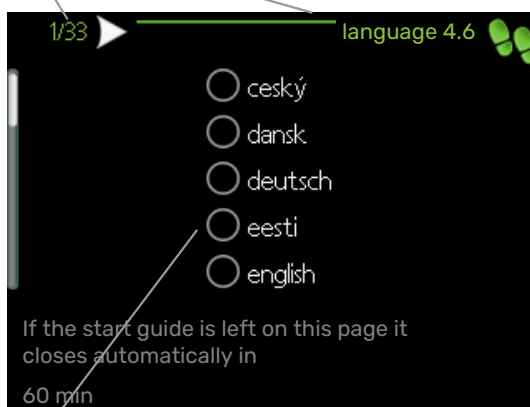 1/33
language 4.6
ceský
dansk
deutsch
eesti
english
If the start guide is left on this page it
closes automatically in
60 min